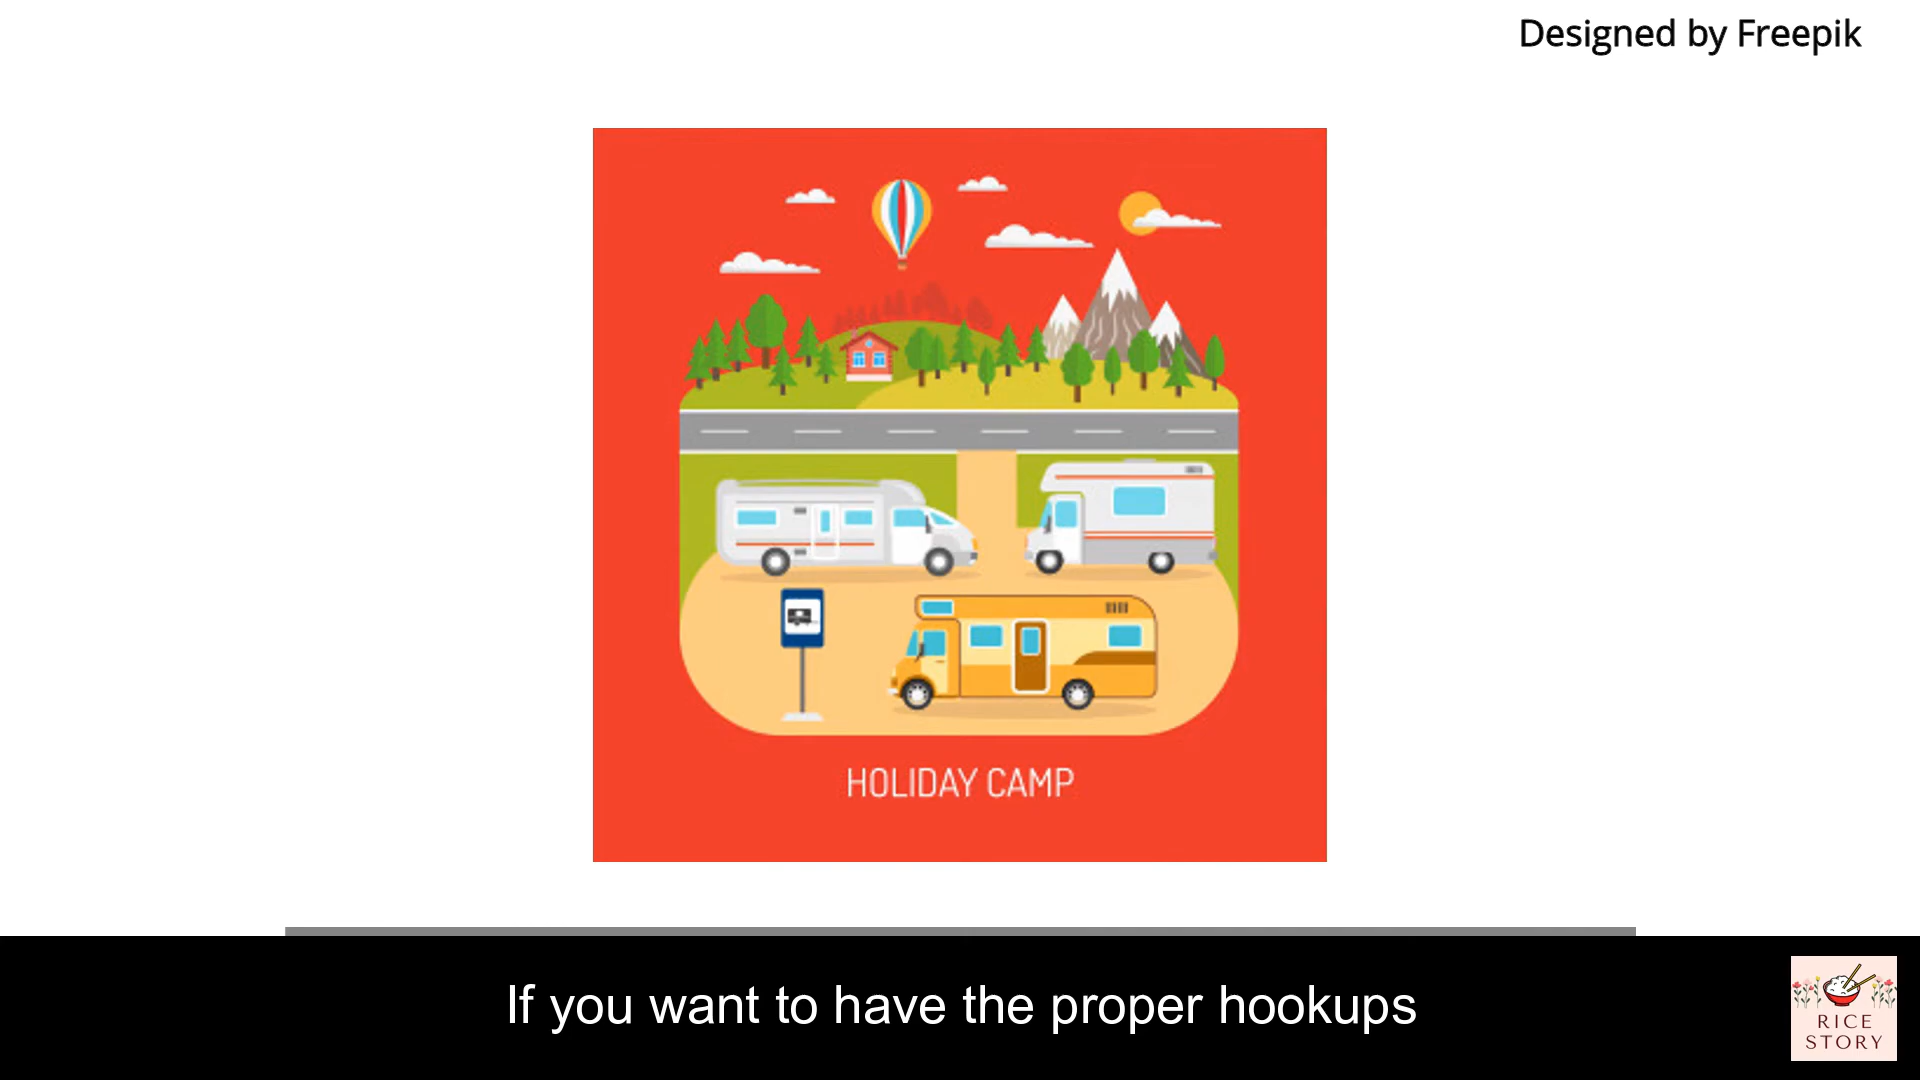 Designed by Freepik
HOLIDAY CAMP
If you want to have the proper hookups
RICE
STORY